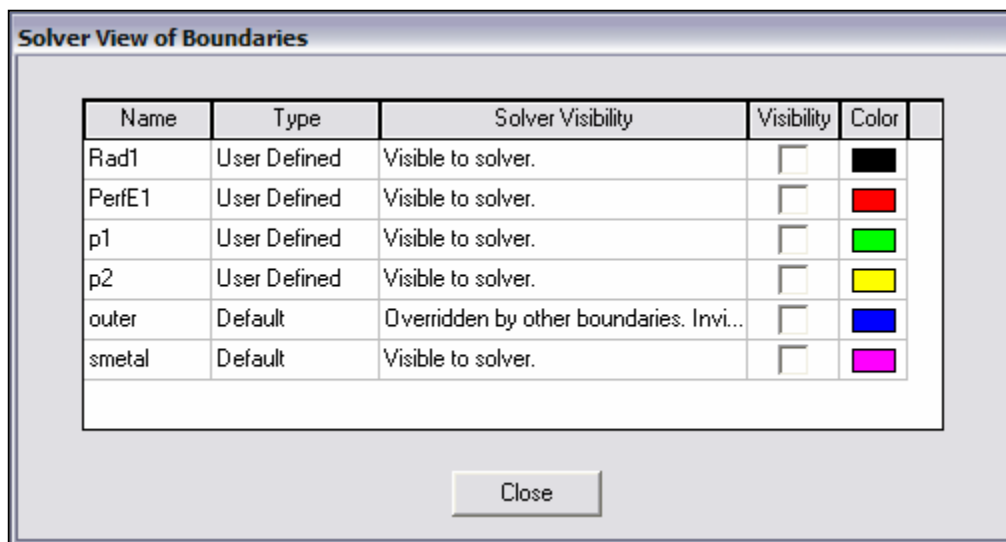 Solver View of Boundaries
Name Type Solver Visibility Visibility Color
Rad1 User Defined Visible to solver.
PerfE1 User Defined Visible to solver.
p1 User Defined Visible to solver.
p2 User Defined Visible to solver.
outer Default Overridden by other boundaries. Invi...
smetal Default Visible to solver.
Close